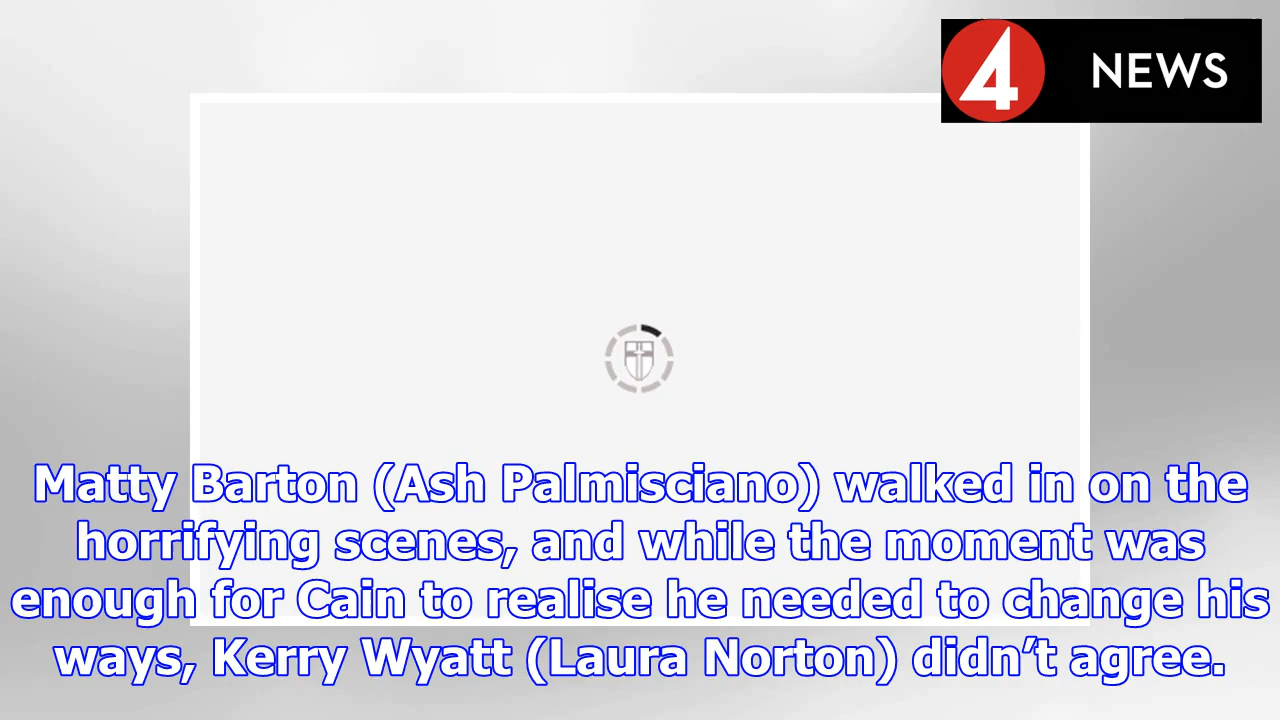 4 NEWS
Matty Barton (Ash Palmisciano) walked in on the
horrifying scenes, and while the moment was
enough for Cain to realise he needed to change his
ways, Kerry Wyatt (Laura Norton) didn’t agree.